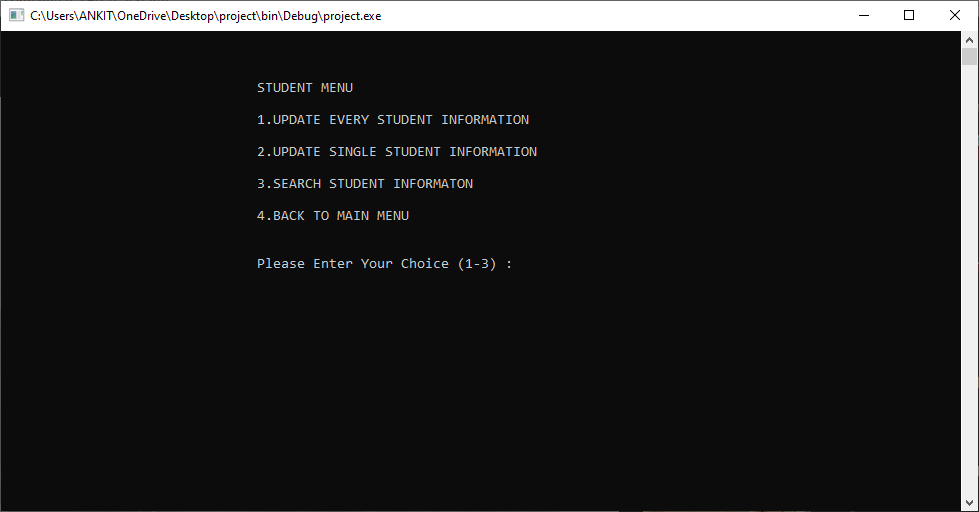 C:\Users\ANKIT\OneDrive\Desktop\project\bin\Debug\project.exe
STUDENT MENU
1.UPDATE EVERY STUDENT INFORMATION
2.UPDATE SINGLE STUDENT INFORMATION
3.SEARCH STUDENT INFORMATON
4.BACK TO MAIN MENU
Please Enter Your Choice (1-3) :